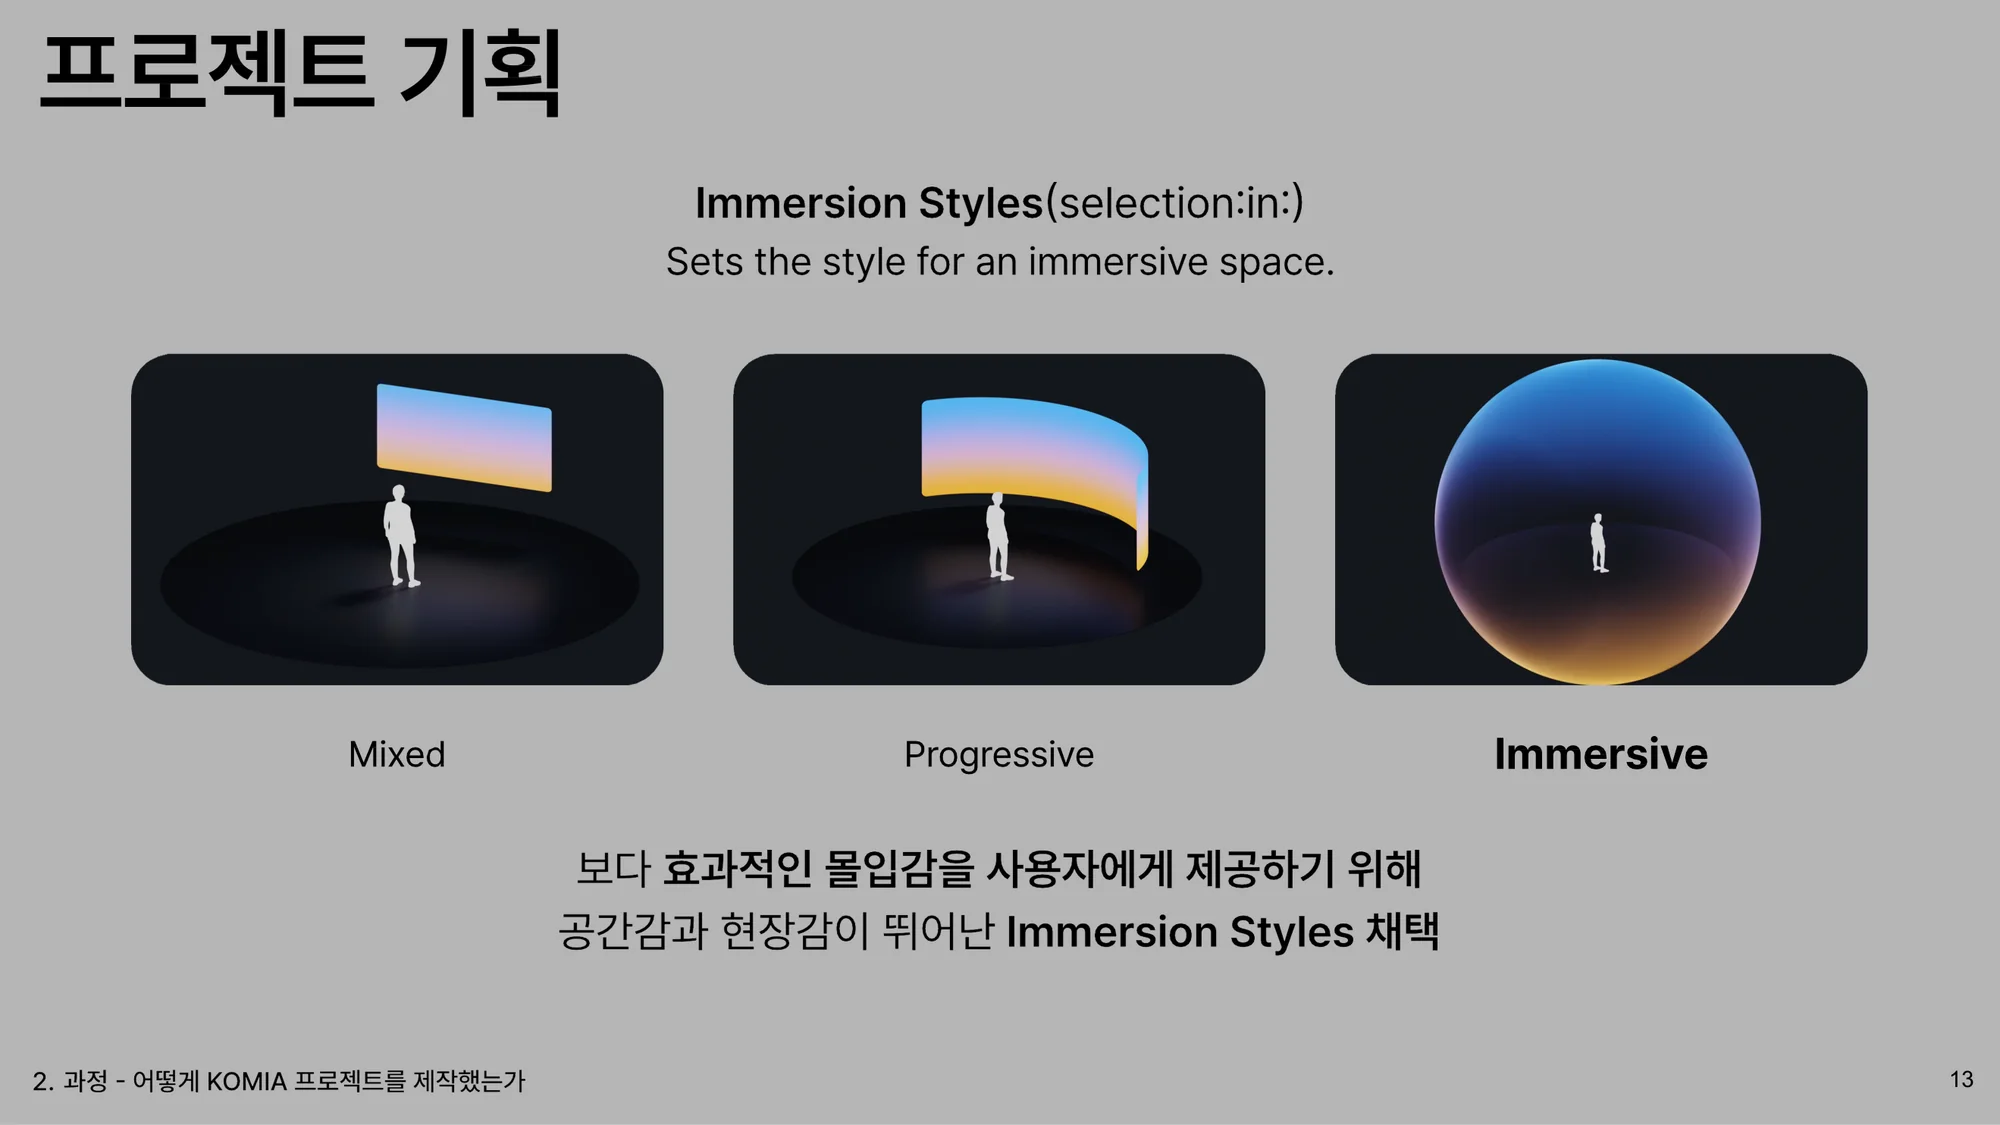 프로젝트 기획
Immersion Styles(selection:in:)
Sets the style for an immersive space.
Mixed
Progressive
Immersive
보다 효과적인 몰입감을 사용자에게 제공하기 위해
공간감과 현장감이 뛰어난 Immersion Styles 채택
2. 과정 - 어떻게 KOMIA 프로젝트를 제작했는가
13